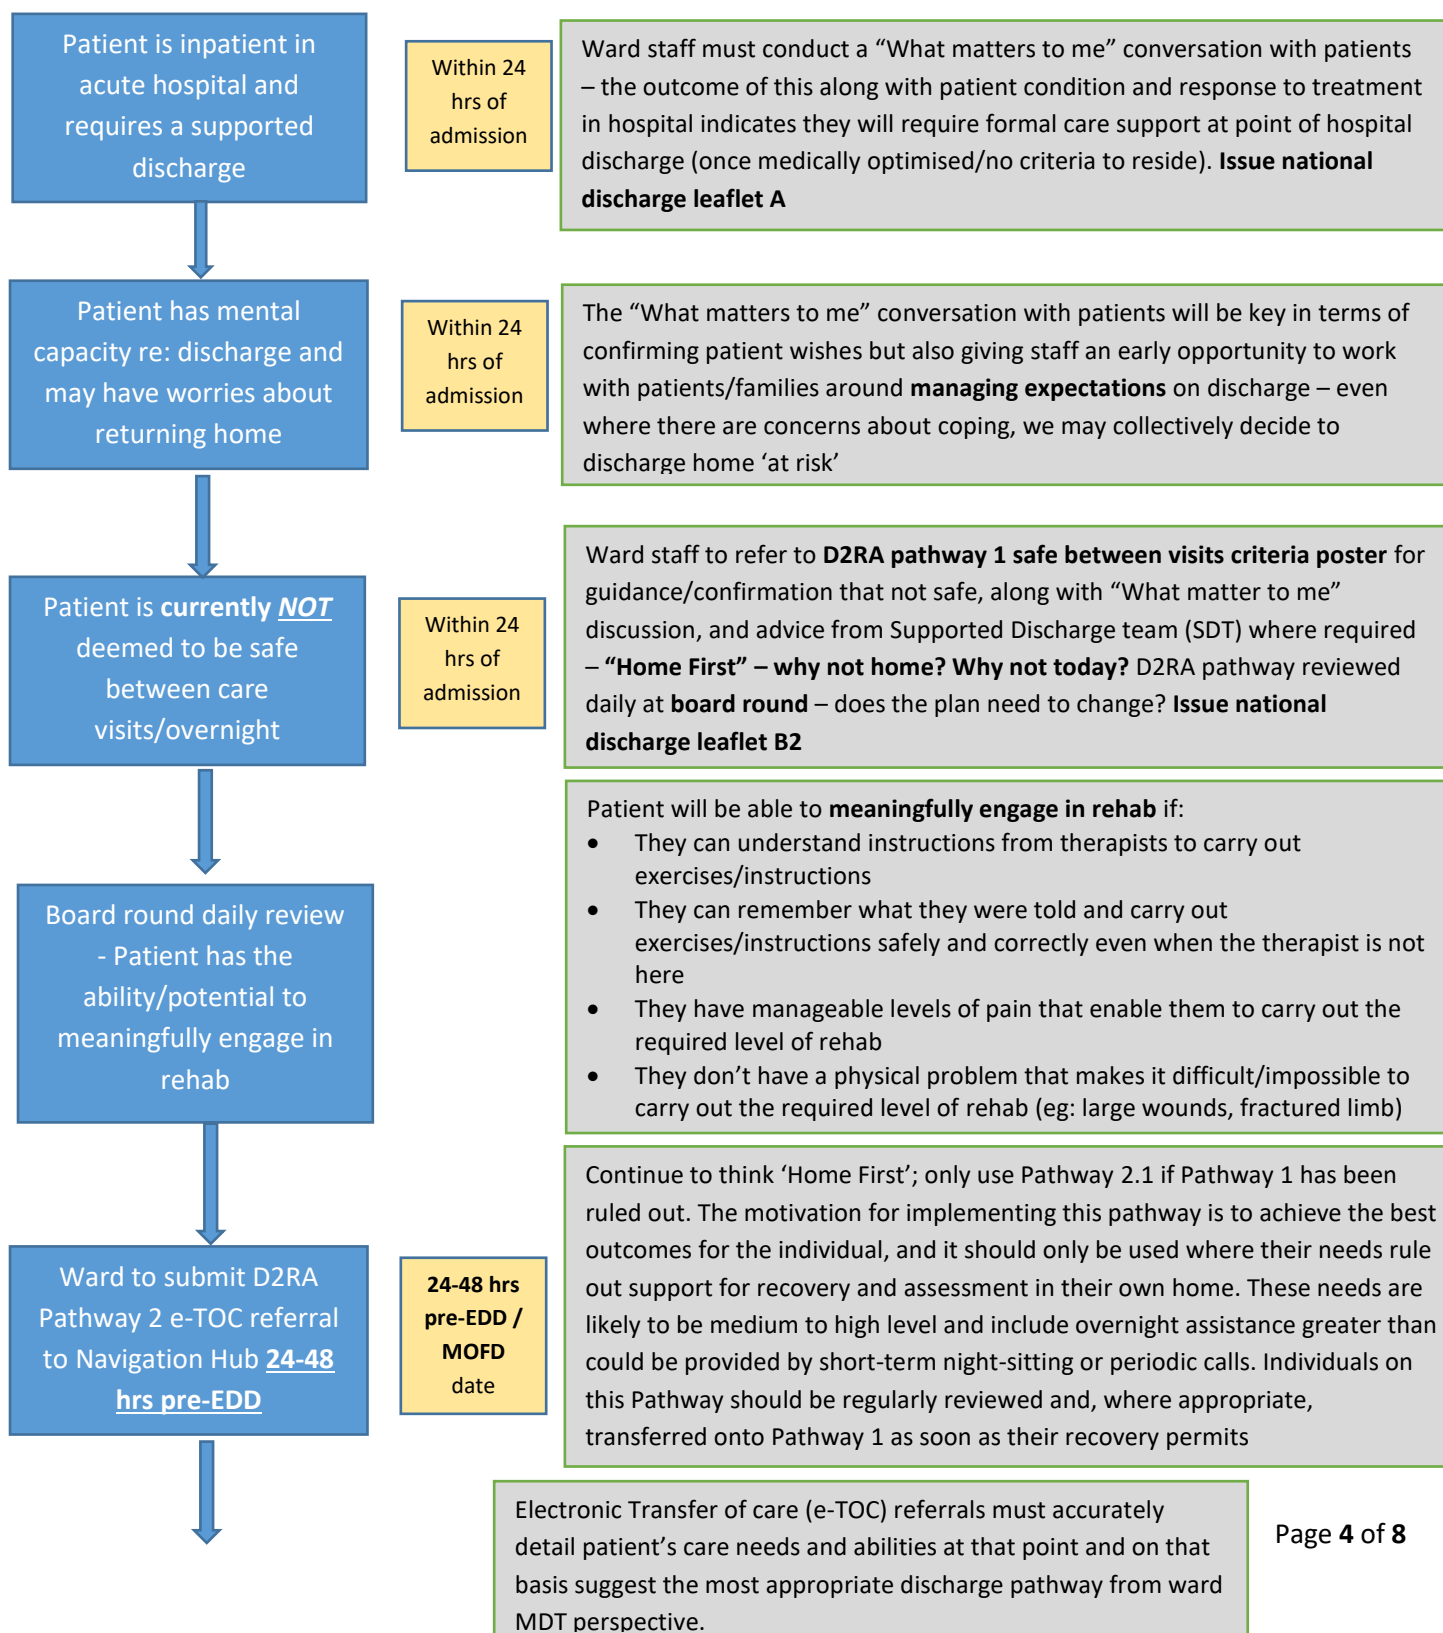 Patient is inpatient in
acute hospital and
requires a supported
discharge
Within 24
hrs of
admission
Ward staff must conduct a “What matters to me” conversation with patients
– the outcome of this along with patient condition and response to treatment
in hospital indicates they will require formal care support at point of hospital
discharge (once medically optimised/no criteria to reside). Issue national
discharge leaflet A
Patient has mental
capacity re: discharge and
may have worries about
returning home
Within 24
hrs of
admission
The “What matters to me” conversation with patients will be key in terms of
confirming patient wishes but also giving staff an early opportunity to work
with patients/families around managing expectations on discharge – even
where there are concerns about coping, we may collectively decide to
discharge home ‘at risk’
Patient is currently NOT
deemed to be safe
between care
visits/overnight
Within 24
hrs of
admission
Ward staff to refer to D2RA pathway 1 safe between visits criteria poster for
guidance/confirmation that not safe, along with “What matter to me”
discussion, and advice from Supported Discharge team (SDT) where required
– “Home First” – why not home? Why not today? D2RA pathway reviewed
daily at board round – does the plan need to change? Issue national
discharge leaflet B2
Board round daily review
- Patient has the
ability/potential to
meaningfully engage in
rehab
Patient will be able to meaningfully engage in rehab if:
• They can understand instructions from therapists to carry out
exercises/instructions
• They can remember what they were told and carry out
exercises/instructions safely and correctly even when the therapist is not
here
• They have manageable levels of pain that enable them to carry out the
required level of rehab
• They don’t have a physical problem that makes it difficult/impossible to
carry out the required level of rehab (eg: large wounds, fractured limb)
Ward to submit D2RA
Pathway 2 e-TOC referral
to Navigation Hub 24-48
hrs pre-EDD
24-48 hrs
pre-EDD /
MOFD
date
Continue to think ‘Home First’; only use Pathway 2.1 if Pathway 1 has been
ruled out. The motivation for implementing this pathway is to achieve the best
outcomes for the individual, and it should only be used where their needs rule
out support for recovery and assessment in their own home. These needs are
likely to be medium to high level and include overnight assistance greater than
could be provided by short-term night-sitting or periodic calls. Individuals on
this Pathway should be regularly reviewed and, where appropriate,
transferred onto Pathway 1 as soon as their recovery permits
Electronic Transfer of care (e-TOC) referrals must accurately
detail patient’s care needs and abilities at that point and on that
basis suggest the most appropriate discharge pathway from ward
MDT perspective.
Page 4 of 8